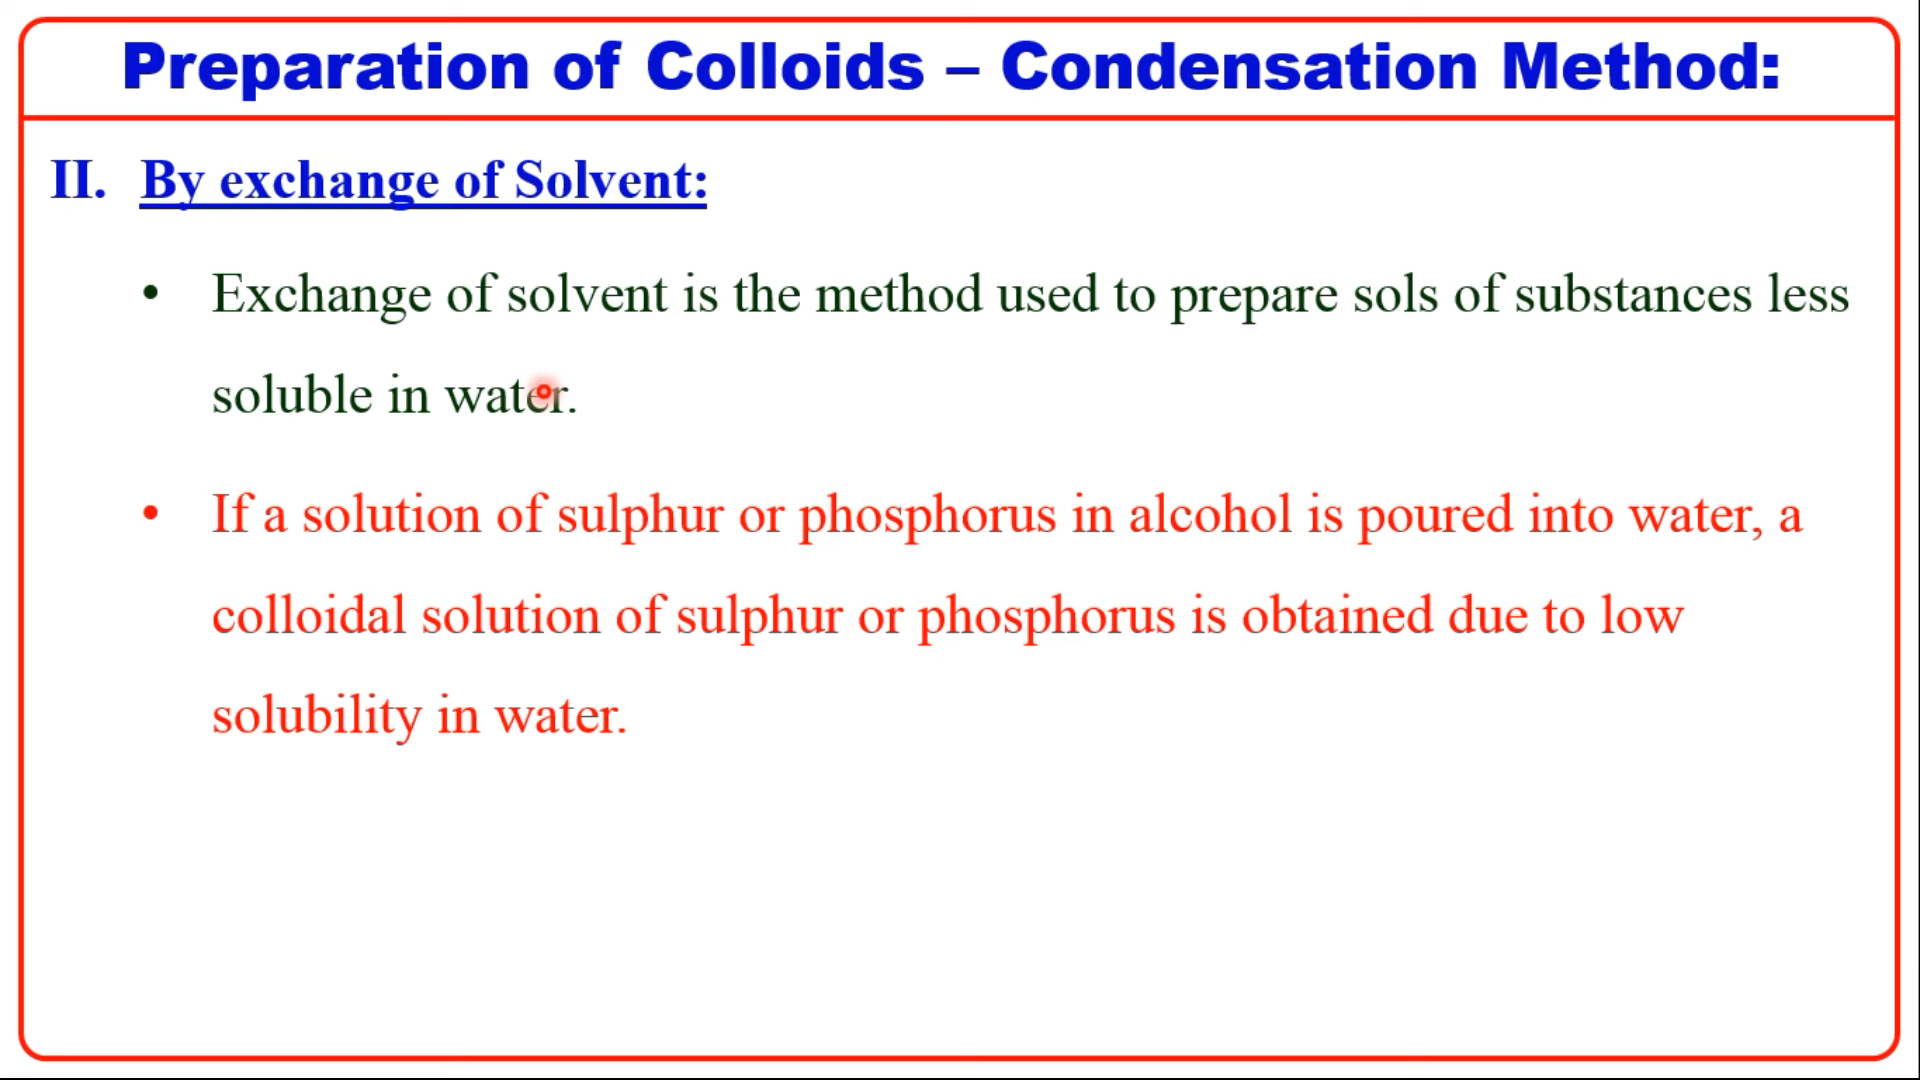 Preparation of Colloids – Condensation Method:
II. By exchange of Solvent:
• Exchange of solvent is the method used to prepare sols of substances less
soluble in water.
• If a solution of sulphur or phosphorus in alcohol is poured into water, a
colloidal solution of sulphur or phosphorus is obtained due to low
solubility in water.